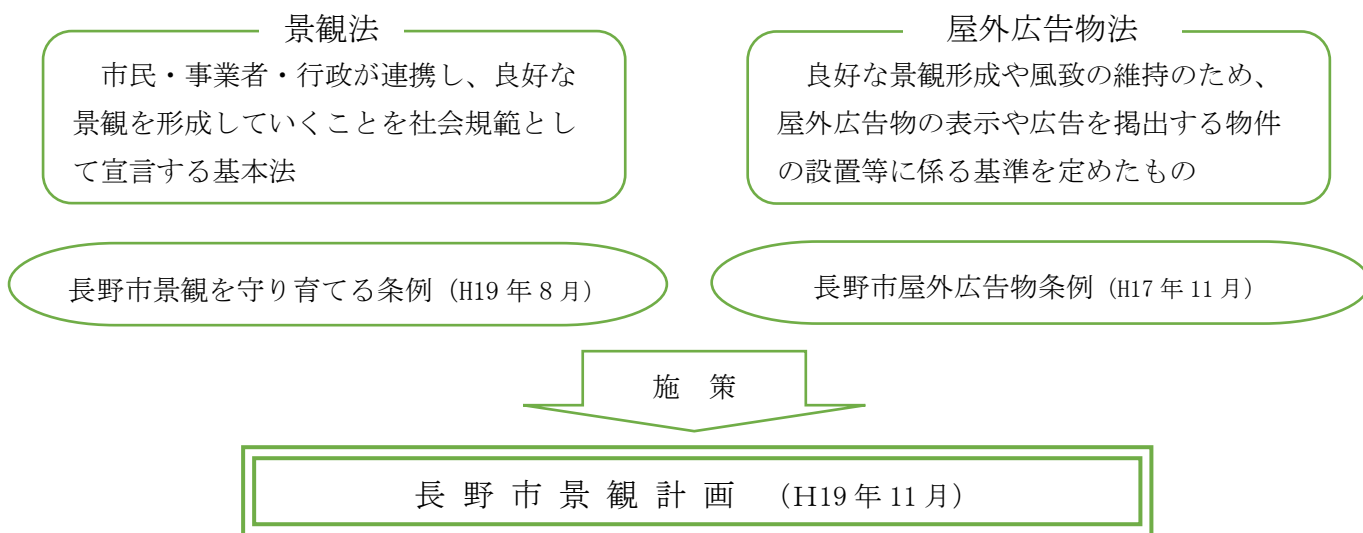 景観法
市民・事業者・行政が連携し、良好な
景観を形成していくことを社会規範とし
て宣言する基本法
屋外広告物法
良好な景観形成や風致の維持のため、
屋外広告物の表示や広告を掲出する物件
の設置等に係る基準を定めたもの
長野市景観を守り育てる条例（H19年8月）
長野市屋外広告物条例（H17年11月）
施 策
長野市景観計画 （H19年11月）